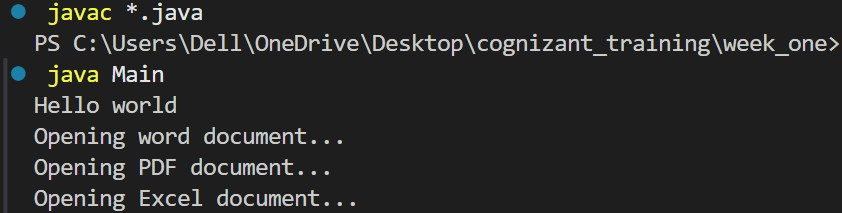 javac *.java
PS C:\Users\Dell\OneDrive\Desktop\cognizant_training\week_one>
java Main
Hello world
Opening word document...
Opening PDF document...
Opening Excel document...